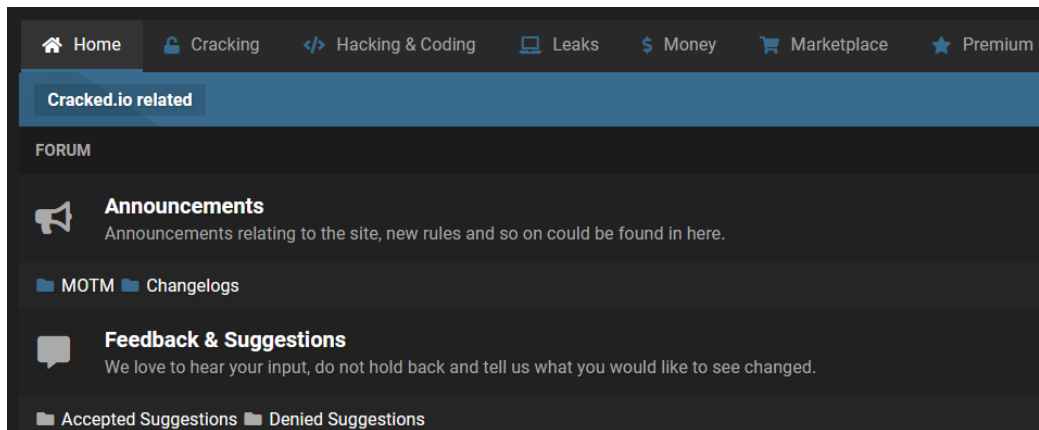 Home Cracking Hacking & Coding Leaks Money Marketplace Premium
Cracked.io related
FORUM
Announcements
Announcements relating to the site, new rules and so on could be found in here.
MOTM Changelogs
Feedback & Suggestions
We love to hear your input, do not hold back and tell us what you would like to see changed.
Accepted Suggestions Denied Suggestions